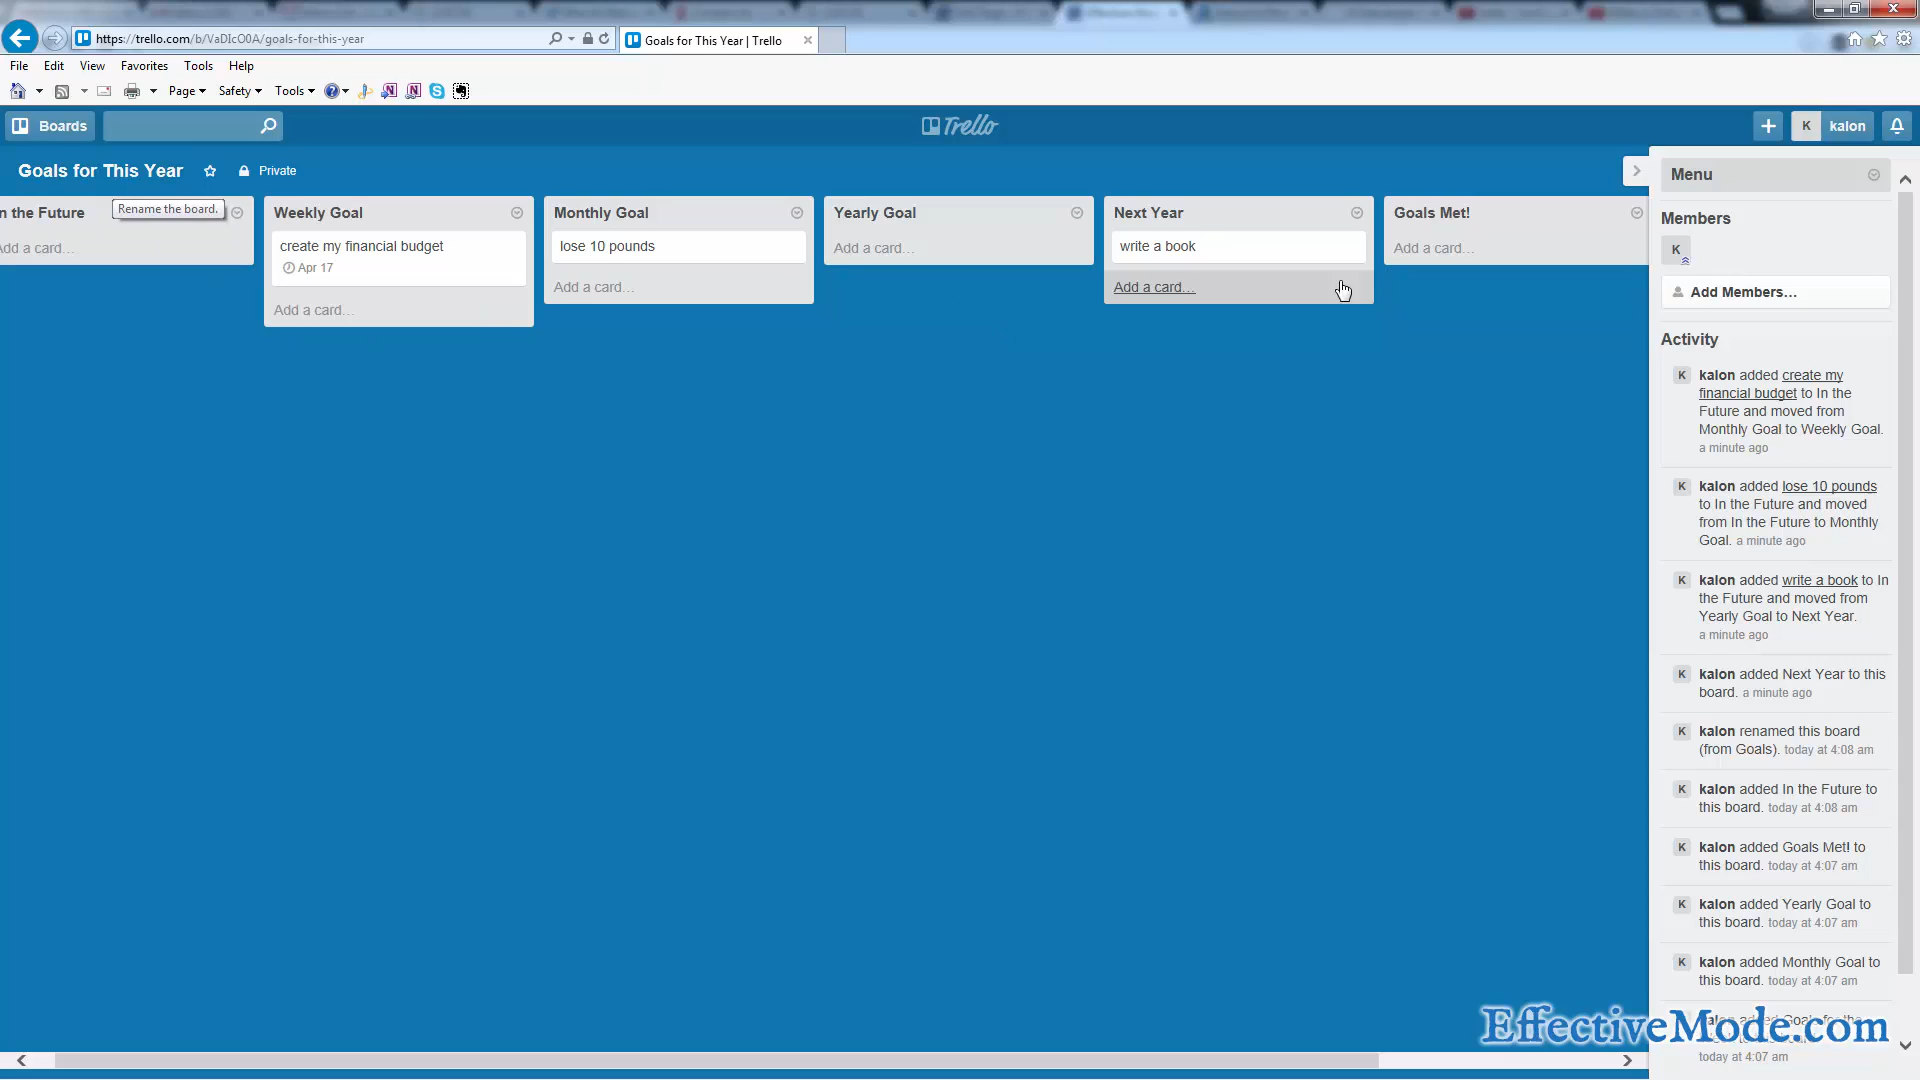 https://trello.com/b/VaDIcO0A/goals-for-this-year
Goals for This Year | Trello
File Edit View Favorites Tools Help
Page Safety Tools
Boards
Trello
K kalon
Goals for This Year Private
Rename the board.
n the Future
dd a card…
Weekly Goal
create my financial budget
Apr 17
Add a card…
Monthly Goal
lose 10 pounds
Add a card…
Yearly Goal
Add a card…
Next Year
write a book
Add a card…
Goals Met!
Add a card…
Menu
Members
K
Add Members…
Activity
K kalon added create my
financial budget to In the
Future and moved from
Monthly Goal to Weekly Goal.
a minute ago
K kalon added lose 10 pounds
to In the Future and moved
from In the Future to Monthly
Goal. a minute ago
K kalon added write a book to In
the Future and moved from
Yearly Goal to Next Year.
a minute ago
K kalon added Next Year to this
board. a minute ago
K kalon renamed this board
(from Goals). today at 4:08 am
K kalon added In the Future to
this board. today at 4:08 am
K kalon added Goals Met! to
this board. today at 4:07 am
K kalon added Yearly Goal to
this board. today at 4:07 am
K kalon added Monthly Goal to
this board. today at 4:07 am
EffectiveMode.com
today at 4:07 am